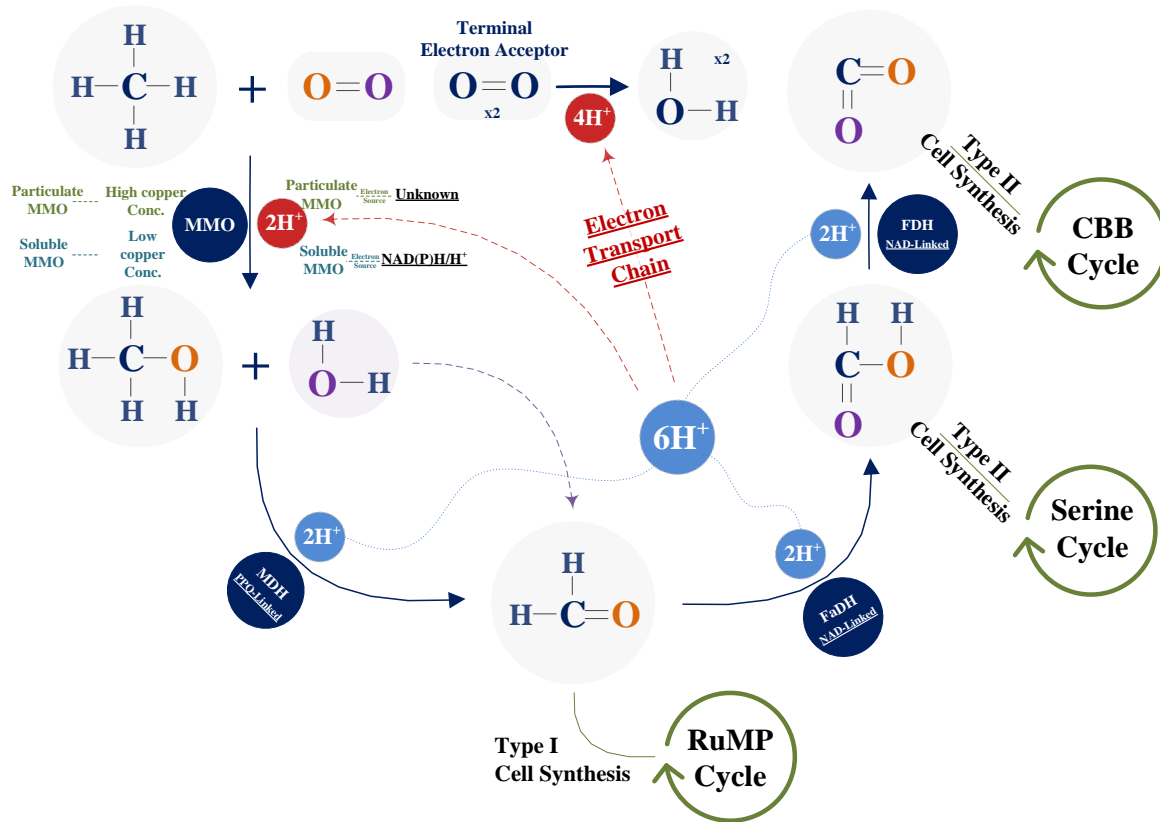 H
H C H
H
+
O O
Terminal
Electron Acceptor
O O
x2
4H+
H
x2
O H
C O
O
Type II
Cell Synthesis
CBB
Cycle
Particulate
MMO
High copper
Conc.
Soluble
MMO
Low
copper
Conc.
MMO
2H+
Particulate
MMO
Electron
Source
Unknown
Soluble
MMO
Electron
Source
NAD(P)H/H+
Electron
Transport
Chain
2H+
FDH
NAD-Linked
H
H C O
H H
+
H
O H
6H+
H H
C O
O
Type II
Cell Synthesis
Serine
Cycle
2H+
MDH
PPQ-Linked
H
H C O
2H+
FaDH
NAD-Linked
Type I
Cell Synthesis
RuMP
Cycle